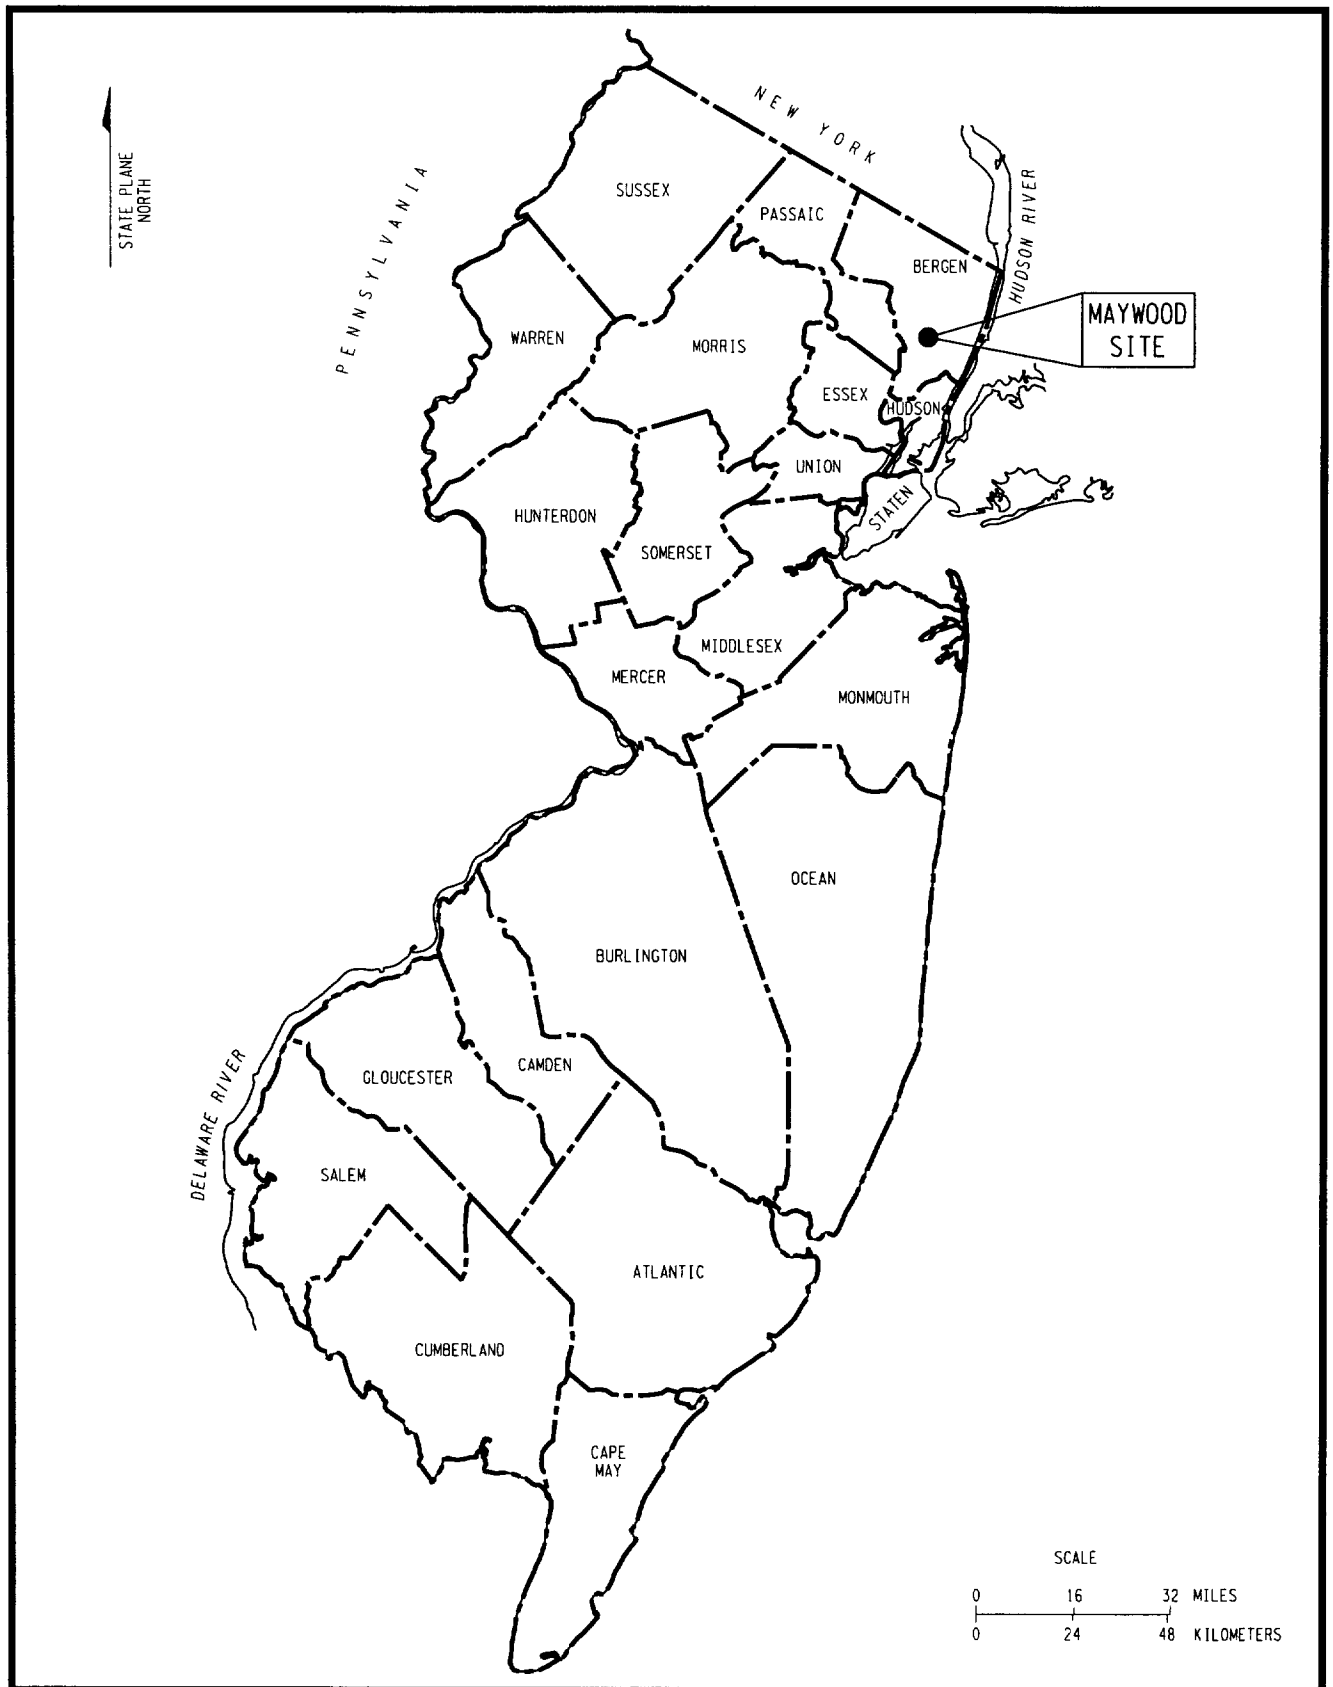 NEW YORK
STATE PLANE
NORTH
PENNSYLVANIA
SUSSEX
PASSAIC
HUDSON RIVER
BERGEN
MAYWOOD
SITE
WARREN
MORRIS
ESSEX
HUDSON
UNION
STATEN
HUNTERDON
SOMERSET
MIDDLESEX
MERCER
MONMOUTH
OCEAN
BURLINGTON
CAMDEN
GLOUCESTER
DELAWARE RIVER
SALEM
ATLANTIC
CUMBERLAND
CAPE
MAY
SCALE
0 16 32 MILES
0 24 48 KILOMETERS